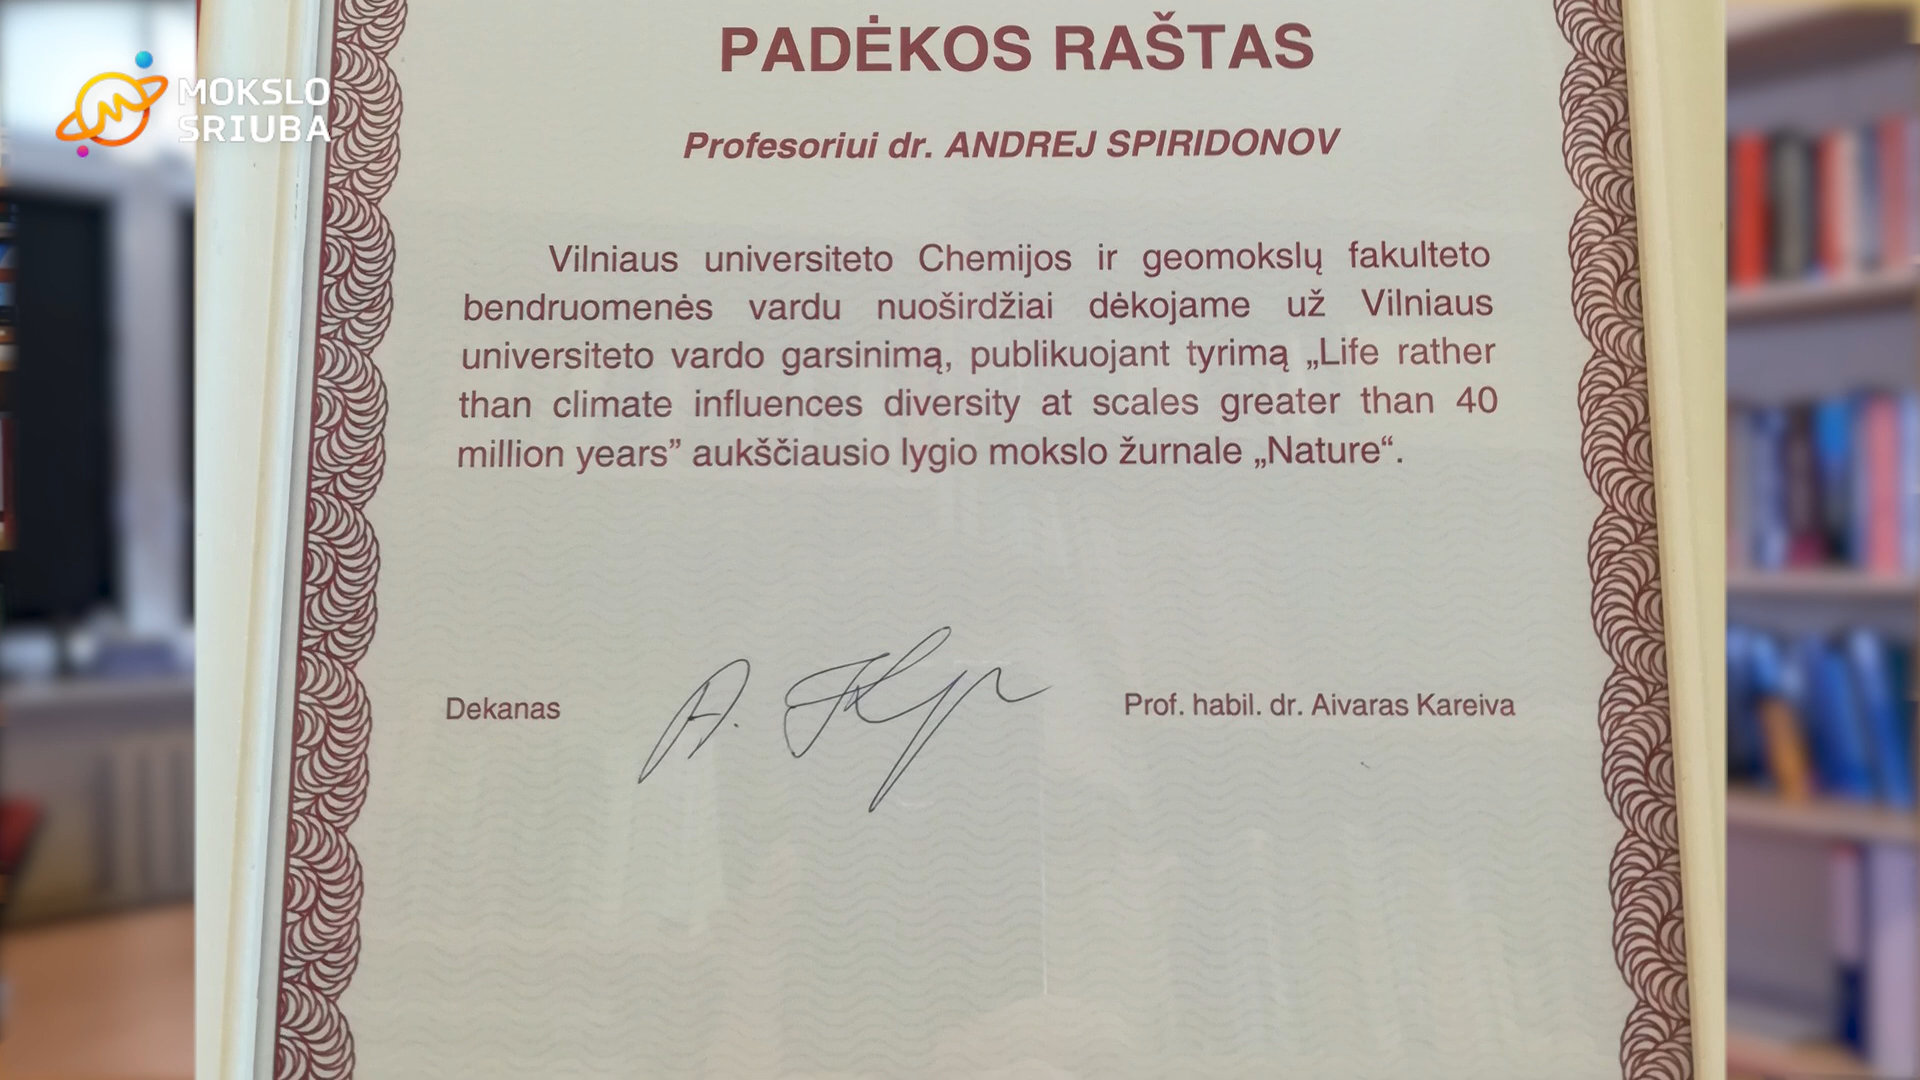 MOKSLO
SRIUBA
PADĖKOS RAŠTAS
Profesoriui dr. ANDREJ SPIRIDONOV
Vilniaus universiteto Chemijos ir geomokslų fakulteto
bendruomenės vardu nuoširdžiai dėkojame už Vilniaus
universiteto vardo garsinimą, publikuojant tyrimą „Life rather
than climate influences diversity at scales greater than 40
million years” aukščiausio lygio mokslo žurnale „Nature“.
Dekanas
Prof. habil. dr. Aivaras Kareiva